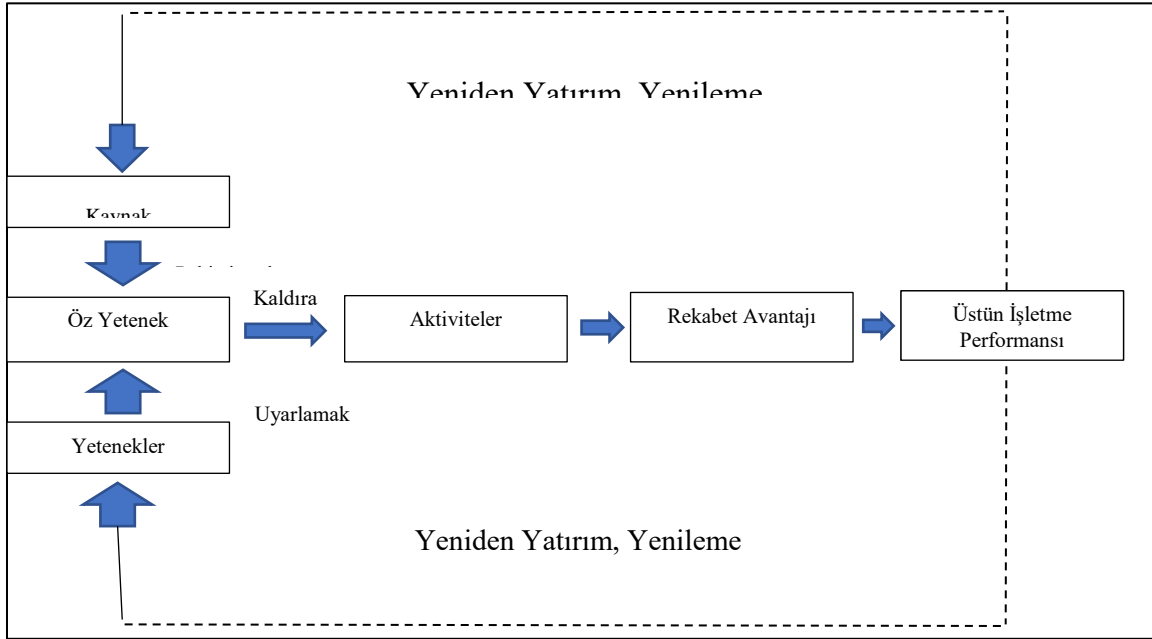 Yeniden Yatırım, Yenileme
Kaynak
Kaldıra
Öz Yetenek
Aktiviteler
Rekabet Avantajı
Üstün İşletme
Performansı
Uyarlamak
Yetenekler
Yeniden Yatırım, Yenileme